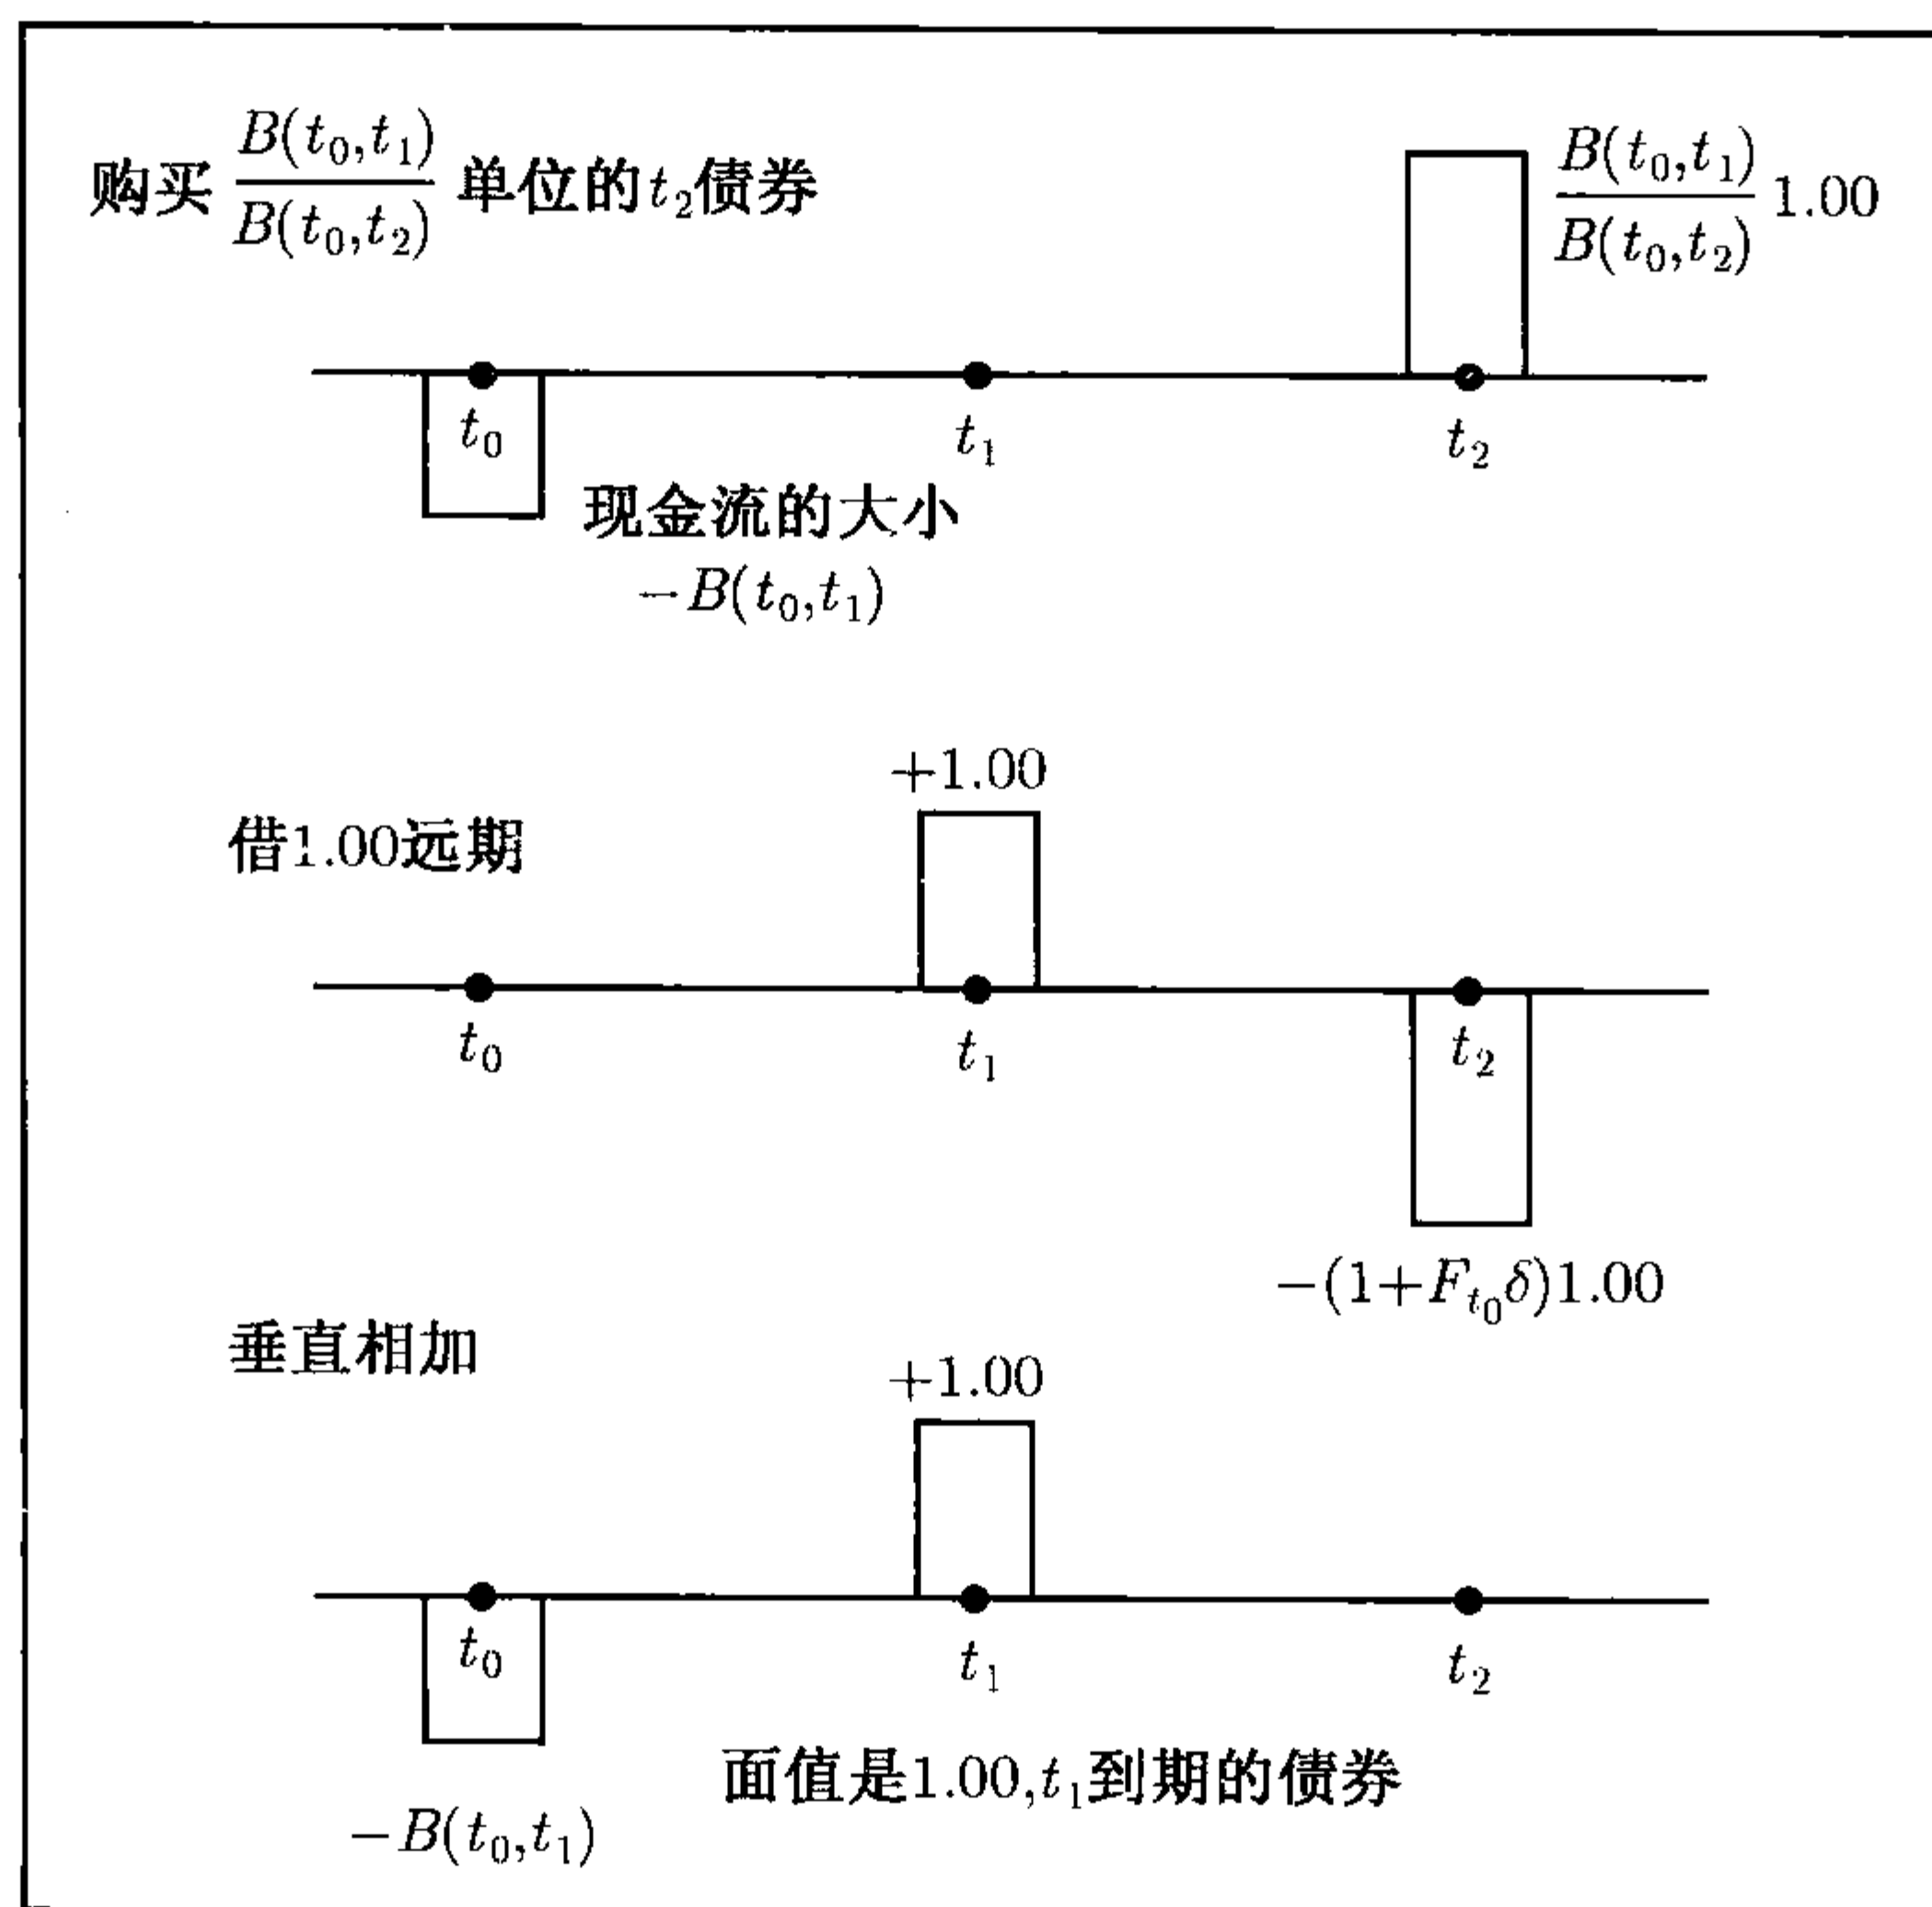 购买 B(t₀,t₁)/B(t₀,t₂) 单位的t₂债券
B(t₀,t₁)/B(t₀,t₂) 1.00
t₀
t₁
t₂
现金流的大小
−B(t₀,t₁)
+1.00
借1.00远期
t₀
t₁
t₂
−(1+F_{t₀}δ)1.00
垂直相加
+1.00
t₀
t₁
t₂
面值是1.00,t₁到期的债券
−B(t₀,t₁)